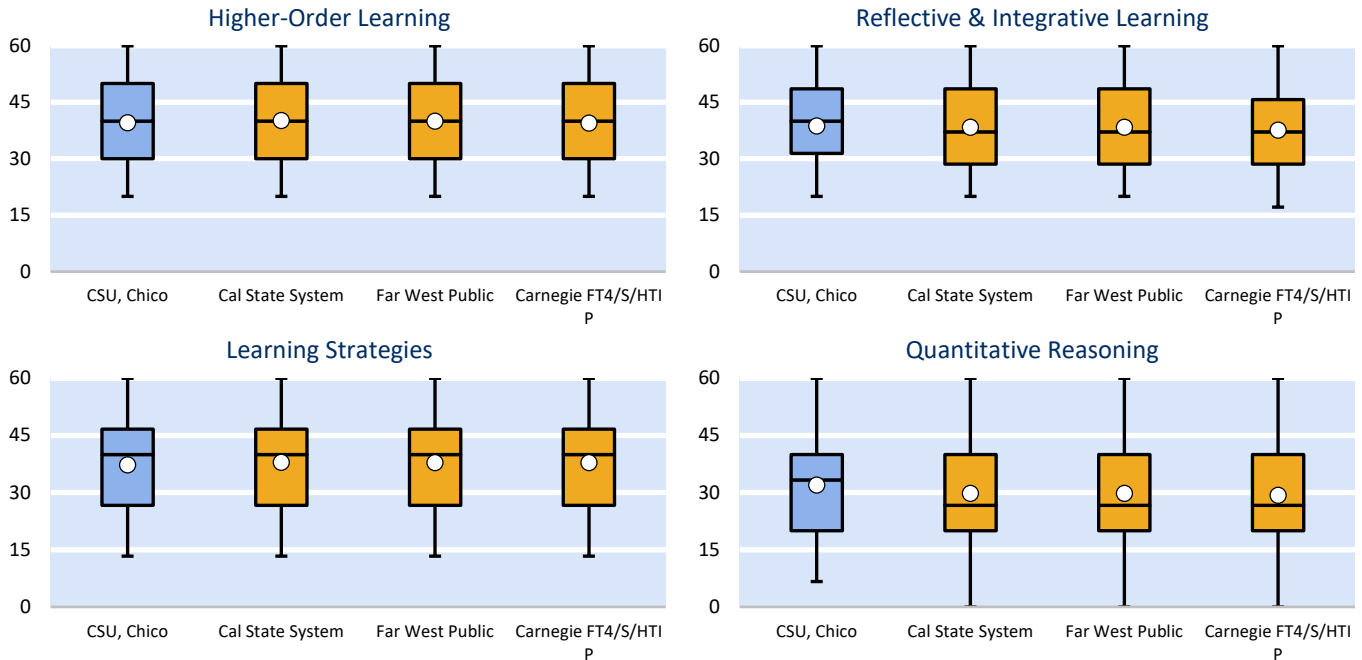 Higher-Order Learning
60
45
30
15
0
CSU, Chico
Cal State System
Far West Public
Carnegie FT4/S/HTI
P
Reflective & Integrative Learning
60
45
30
15
0
CSU, Chico
Cal State System
Far West Public
Carnegie FT4/S/HTI
P
Learning Strategies
60
45
30
15
0
CSU, Chico
Cal State System
Far West Public
Carnegie FT4/S/HTI
P
Quantitative Reasoning
60
45
30
15
0
CSU, Chico
Cal State System
Far West Public
Carnegie FT4/S/HTI
P